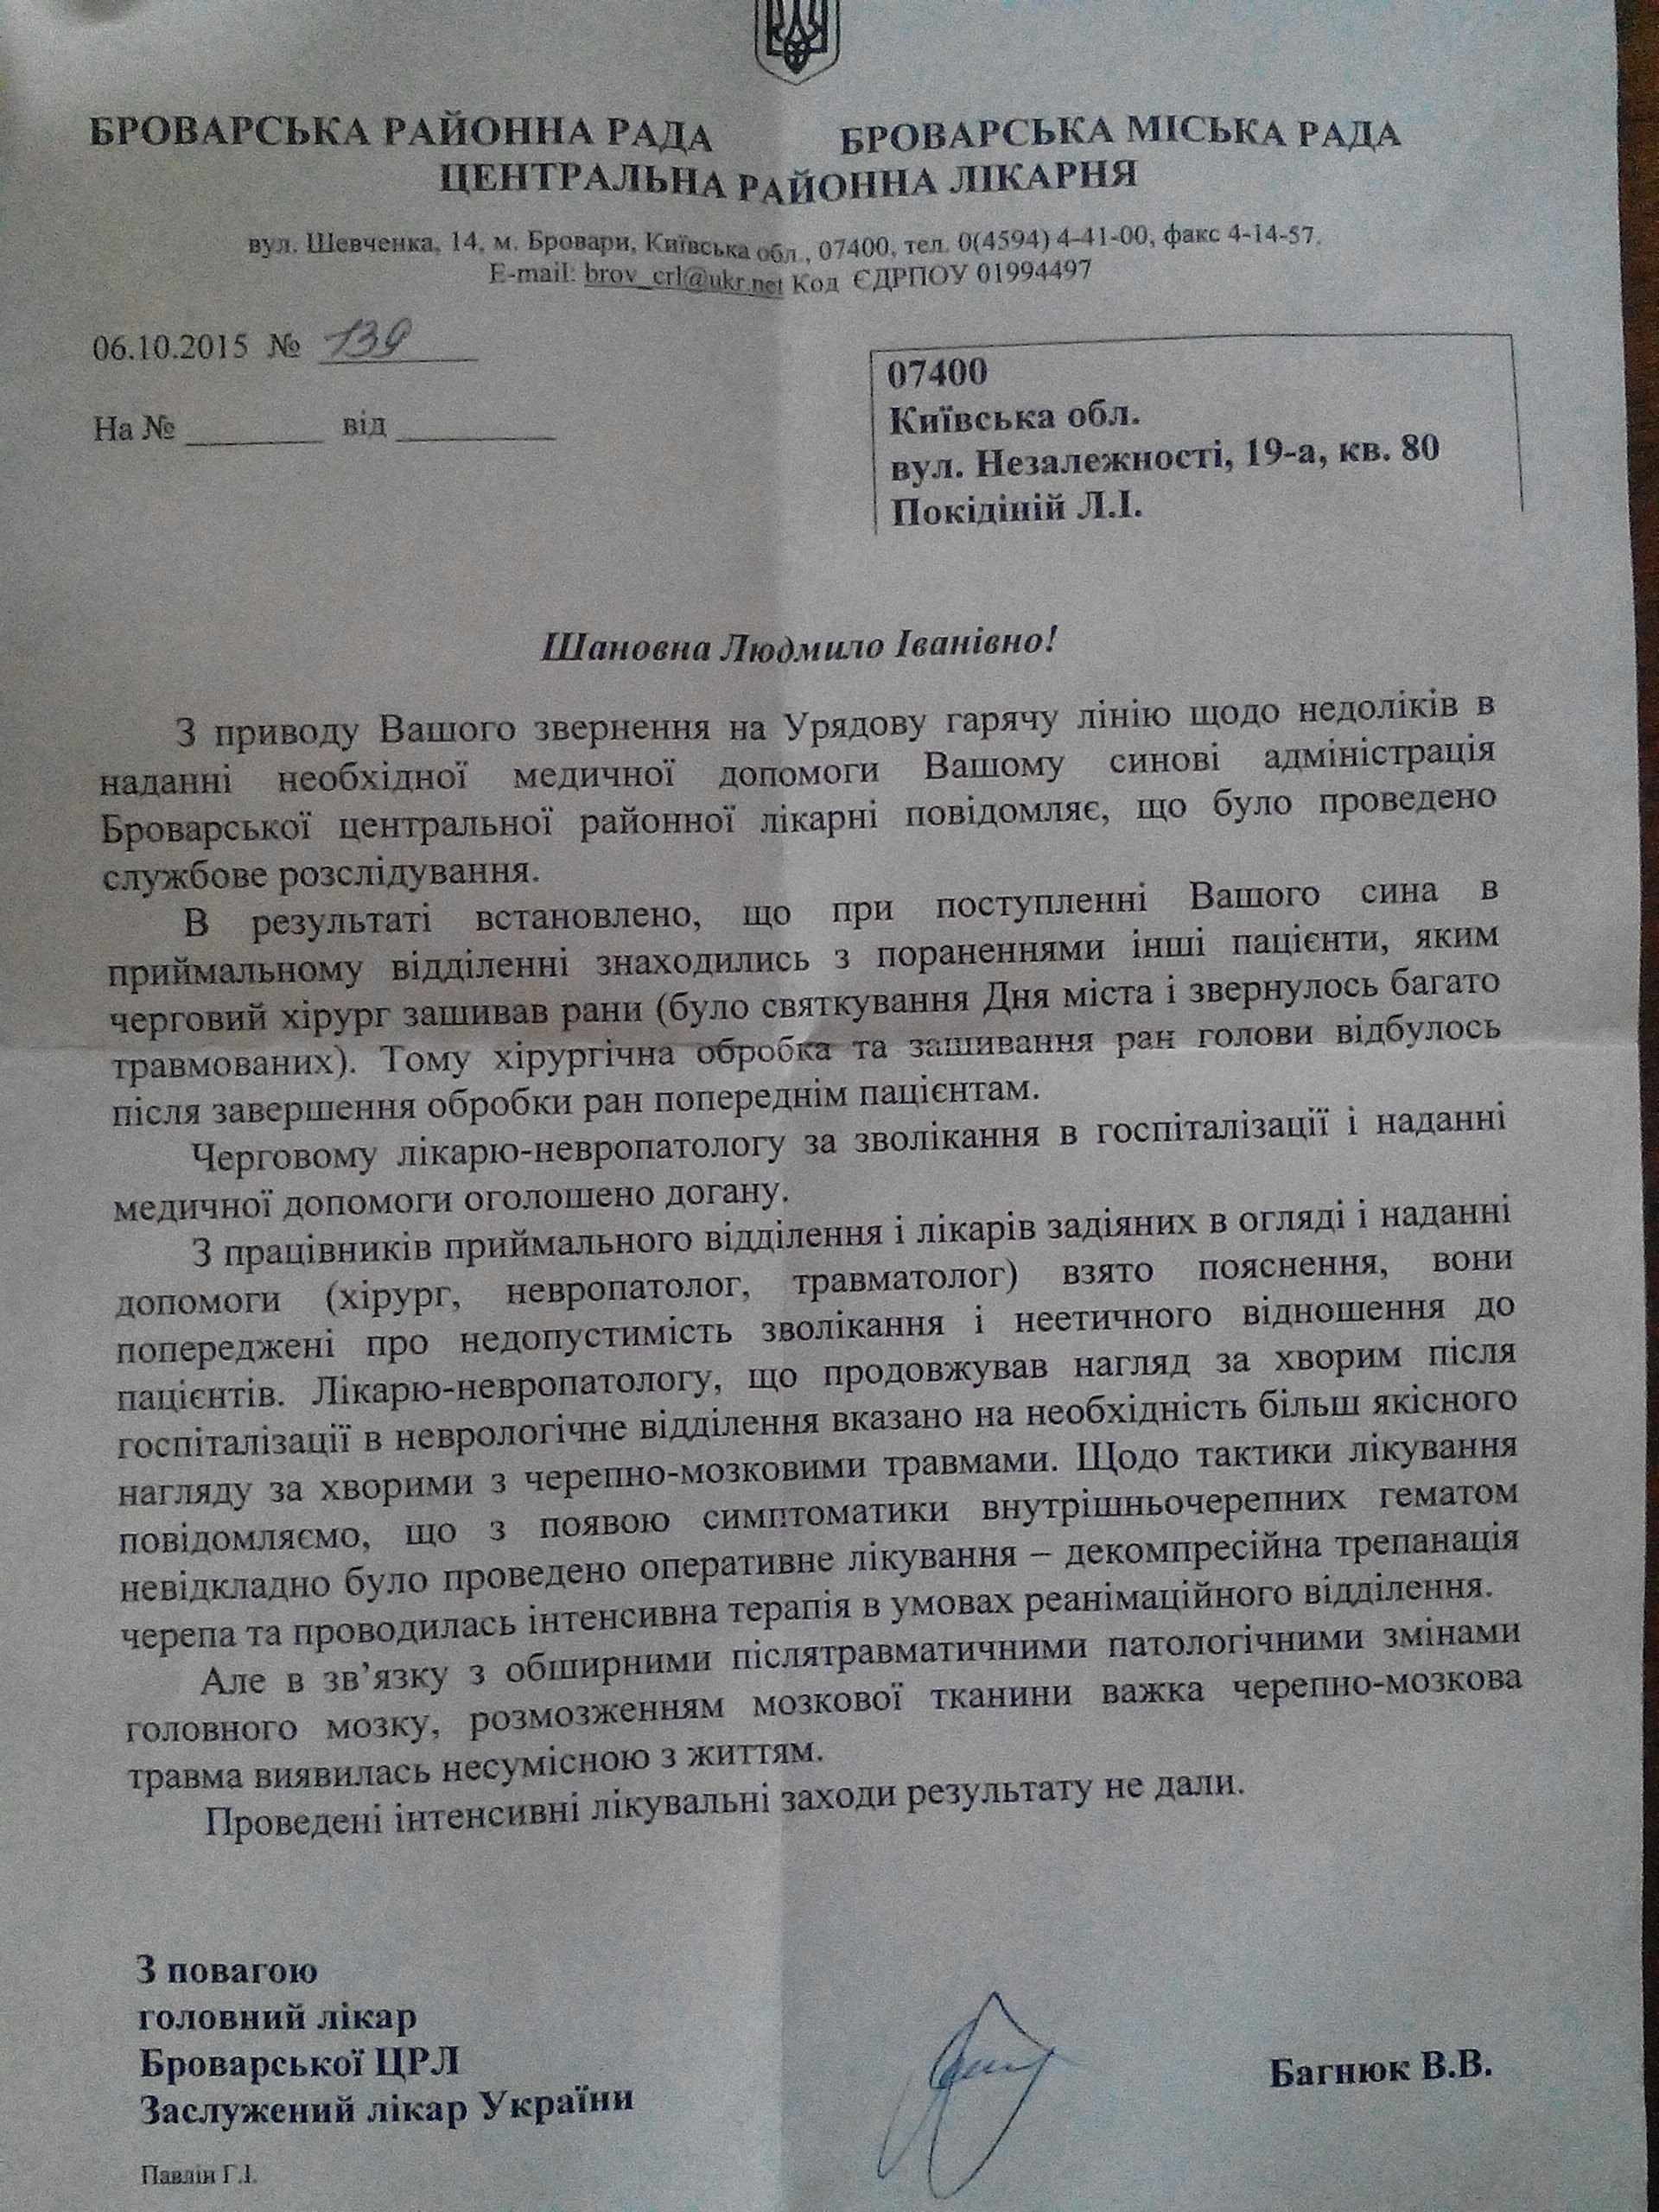 БРОВАРСЬКА РАЙОННА РАДА БРОВАРСЬКА МІСЬКА РАДА
ЦЕНТРАЛЬНА РАЙОННА ЛІКАРНЯ
вул. Шевченка, 14, м. Бровари, Київська обл., 07400, тел. 0(4594) 4-41-00, факс 4-14-57.
E-mail: brov_crl@ukr.net Код ЄДРПОУ 01994497
06.10.2015 № 139
На № ________ від _________
07400
Київська обл.
вул. Незалежності, 19-а, кв. 80
Покідіній Л.І.
Шановна Людмило Іванівно!
З приводу Вашого звернення на Урядову гарячу лінію щодо недоліків в
наданні необхідної медичної допомоги Вашому синові адміністрація
Броварської центральної районної лікарні повідомляє, що було проведено
службове розслідування.
В результаті встановлено, що при поступленні Вашого сина в
приймальному відділенні знаходились з пораненнями інші пацієнти, яким
черговий хірург зашивав рани (було святкування Дня міста і звернулось багато
травмованих). Тому хірургічна обробка та зашивання ран голови відбулось
після завершення обробки ран попереднім пацієнтам.
Черговому лікарю-невропатологу за зволікання в госпіталізації і наданні
медичної допомоги оголошено догану.
З працівників приймального відділення і лікарів задіяних в огляді і наданні
допомоги (хірург, невропатолог, травматолог) взято пояснення, вони
попереджені про недопустимість зволікання і неетичного відношення до
пацієнтів. Лікарю-невропатологу, що продовжував нагляд за хворим після
госпіталізації в неврологічне відділення вказано на необхідність більш якісного
нагляду за хворими з черепно-мозковими травмами. Щодо тактики лікування
повідомляємо, що з появою симптоматики внутрішньочерепних гематом
невідкладно було проведено оперативне лікування – декомпресійна трепанація
черепа та проводилась інтенсивна терапія в умовах реанімаційного відділення.
Але в зв’язку з обширними післятравматичними патологічними змінами
головного мозку, розмозженням мозкової тканини важка черепно-мозкова
травма виявилась несумісною з життям.
Проведені інтенсивні лікувальні заходи результату не дали.
З повагою
головний лікар
Броварської ЦРЛ
Заслужений лікар України Багнюк В.В.
Павлін Г.І.